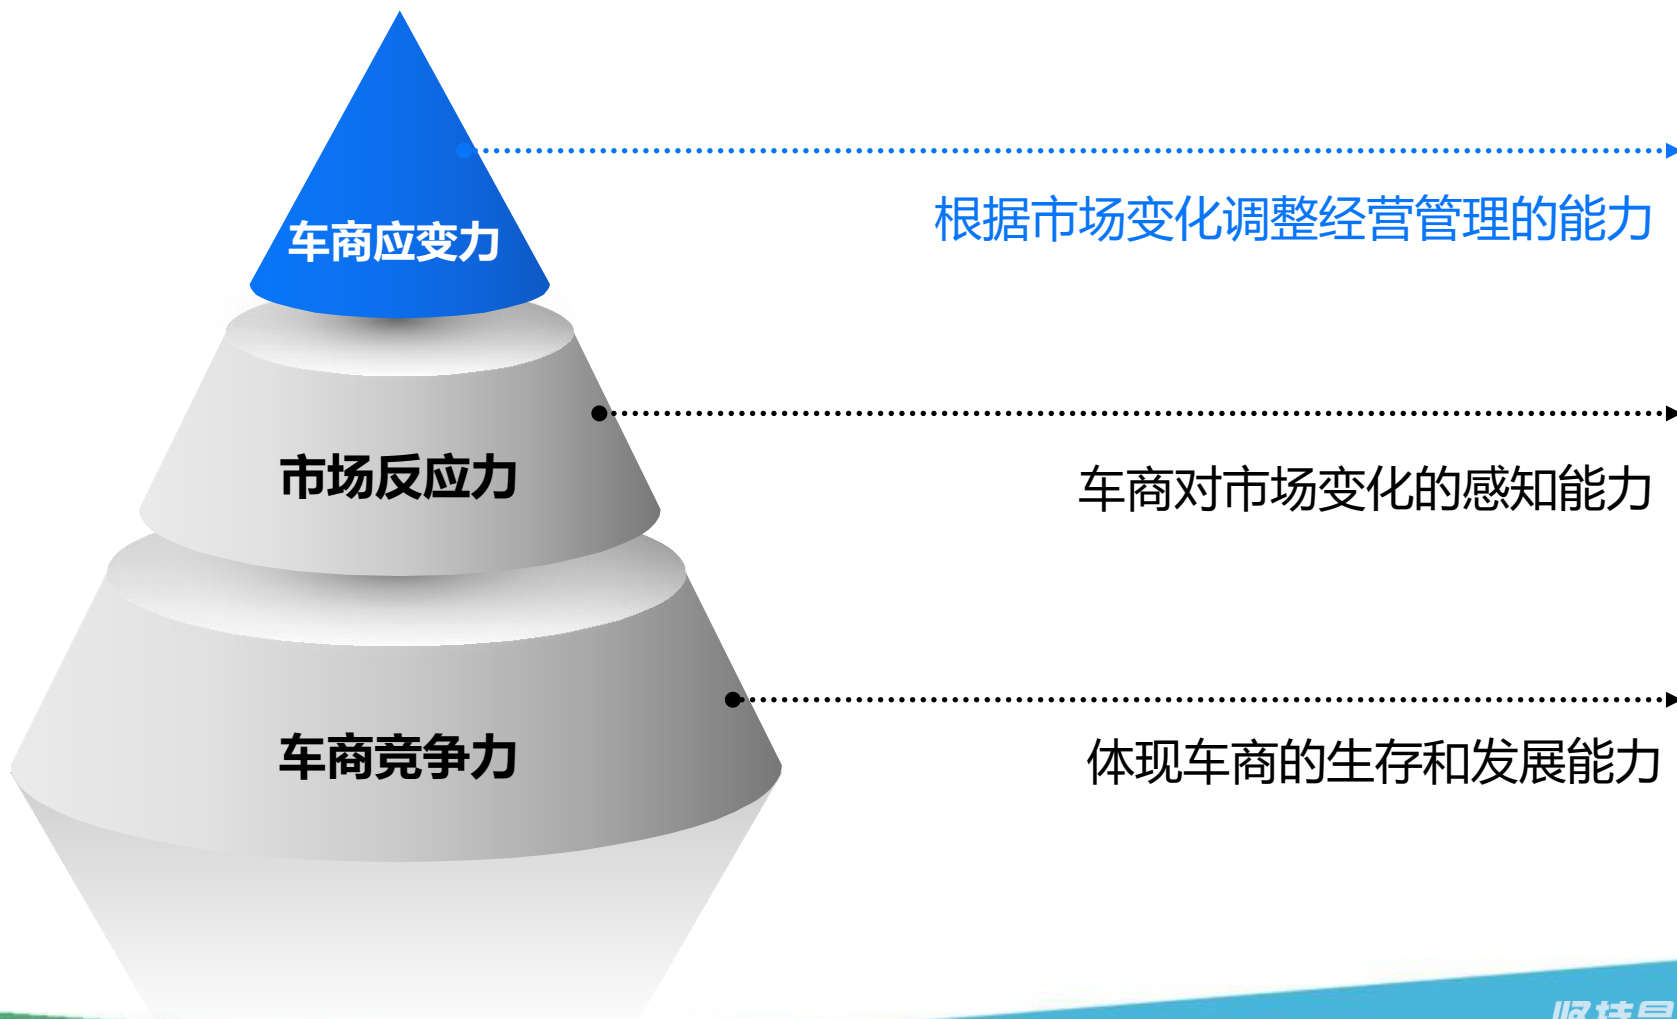 车商应变力
根据市场变化调整经营管理的能力
市场反应力
车商对市场变化的感知能力
车商竞争力
体现车商的生存和发展能力
坚持